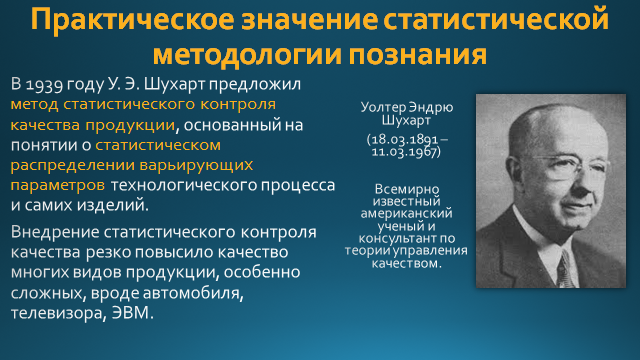 Практическое значение статистической
методологии познания
В 1939 году У. Э. Шухарт предложил
метод статистического контроля
качества продукции, основанный на
понятии о статистическом
распределении варьирующих
параметров технологического процесса
и самих изделий.
Внедрение статистического контроля
качества резко повысило качество
многих видов продукции, особенно
сложных, вроде автомобиля,
телевизора, ЭВМ.
Уолтер Эндрю
Шухарт
(18.03.1891 –
11.03.1967)
Всемирно
известный
американский
ученый и
консультант по
теории управления
качеством.